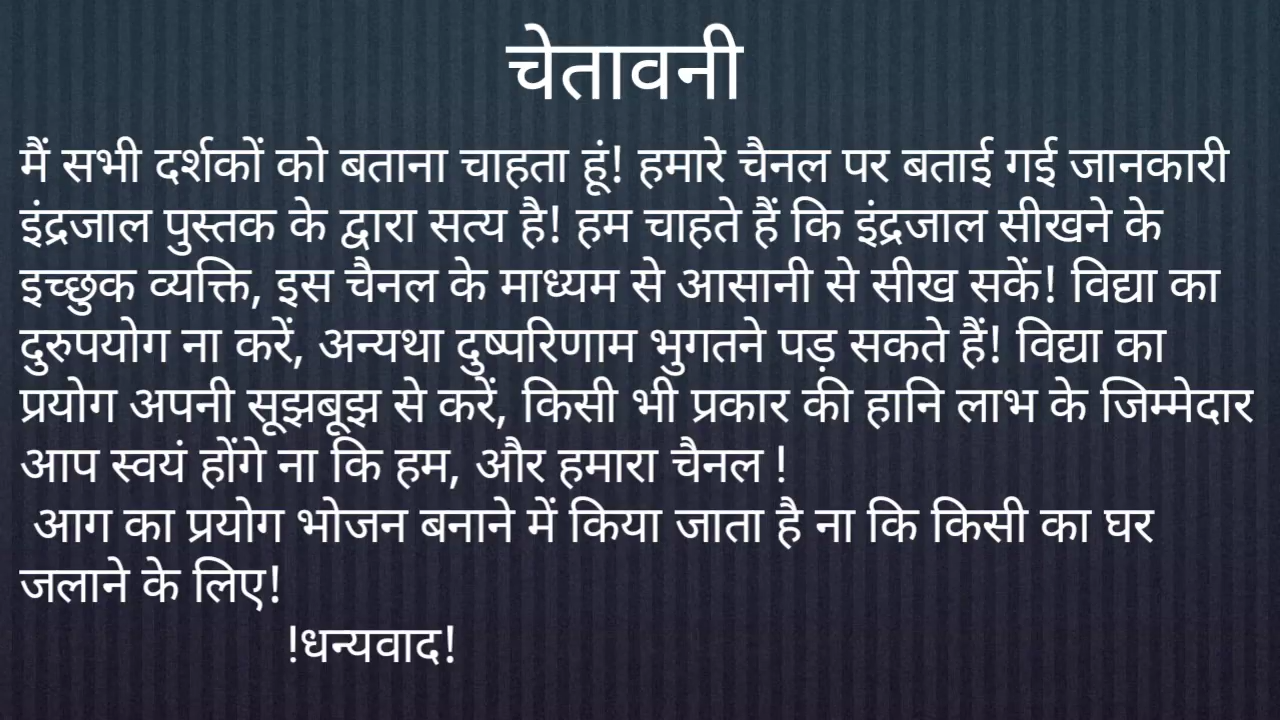 चेतावनी
मैं सभी दर्शकों को बताना चाहता हूं! हमारे चैनल पर बताई गई जानकारी
इंद्रजाल पुस्तक के द्वारा सत्य है! हम चाहते हैं कि इंद्रजाल सीखने के
इच्छुक व्यक्ति, इस चैनल के माध्यम से आसानी से सीख सकें! विद्या का
दुरुपयोग ना करें, अन्यथा दुष्परिणाम भुगतने पड़ सकते हैं! विद्या का
प्रयोग अपनी सूझबूझ से करें, किसी भी प्रकार की हानि लाभ के जिम्मेदार
आप स्वयं होंगे ना कि हम, और हमारा चैनल !
आग का प्रयोग भोजन बनाने में किया जाता है ना कि किसी का घर
जलाने के लिए!
!धन्यवाद!